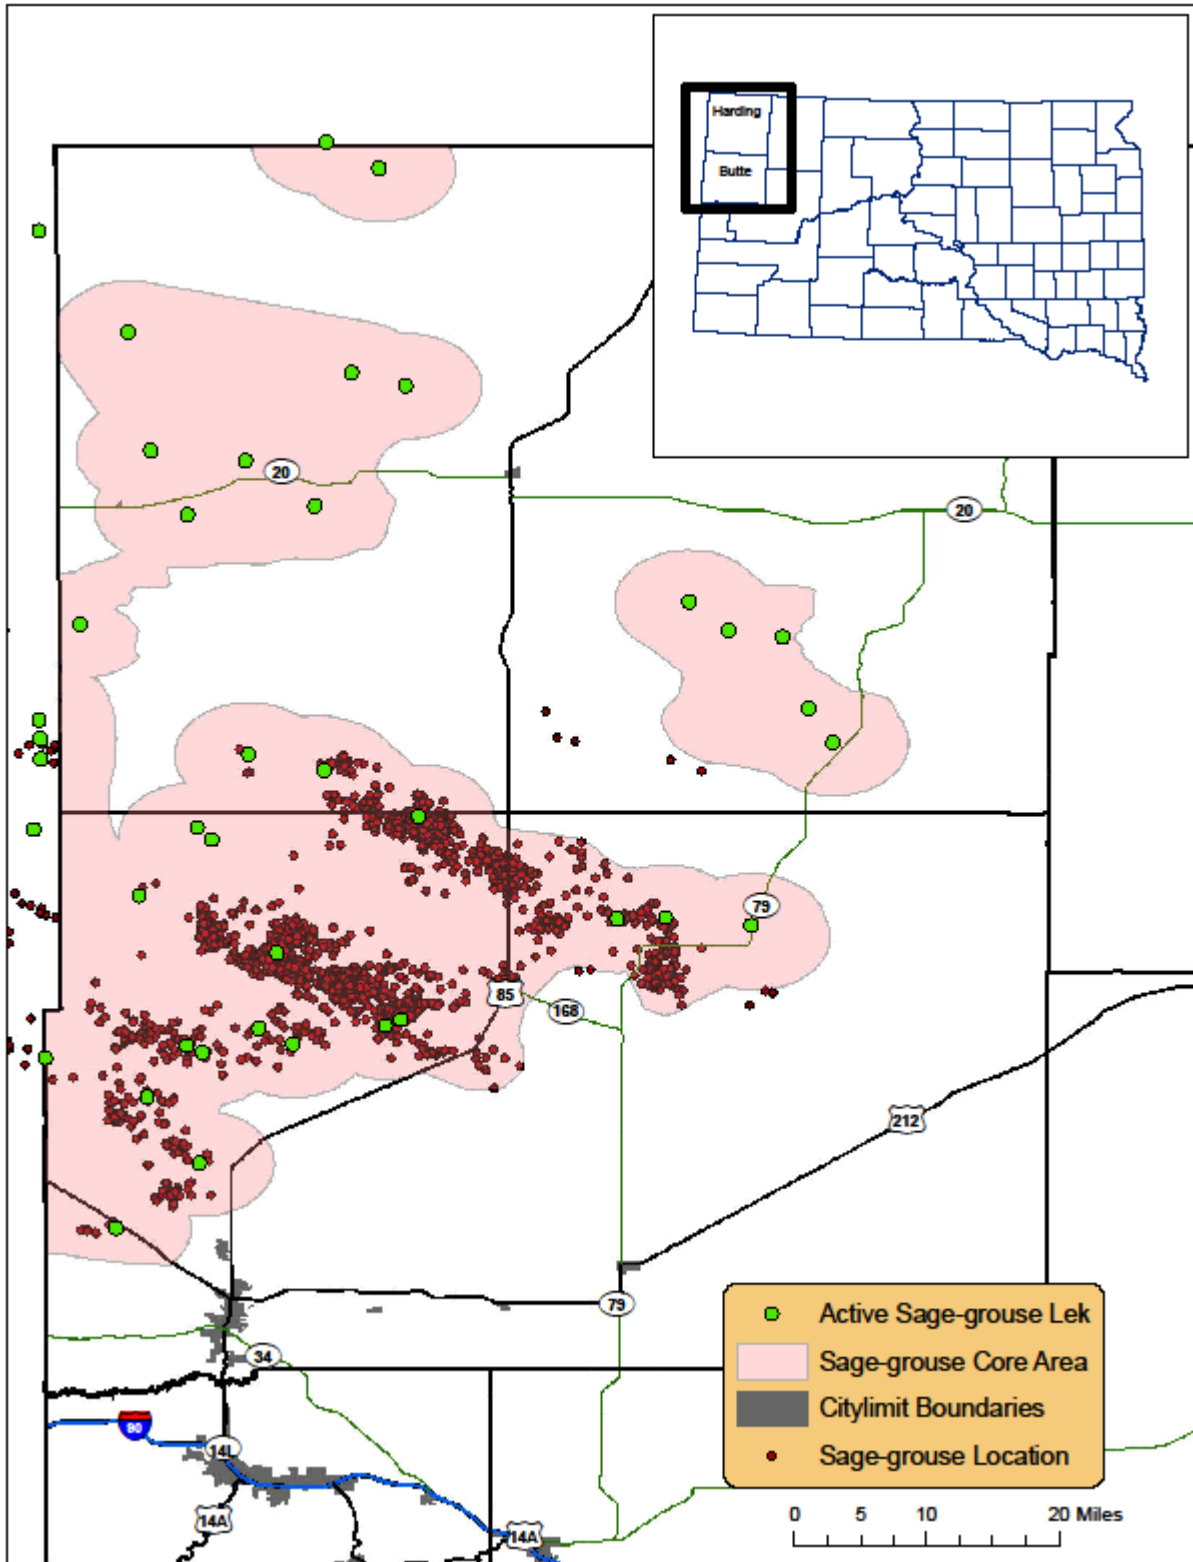 Harding
Butte
20
20
79
85
168
212
79
34
90
14L
14A
14A
Active Sage-grouse Lek
Sage-grouse Core Area
Citylimit Boundaries
Sage-grouse Location
0 5 10 20 Miles